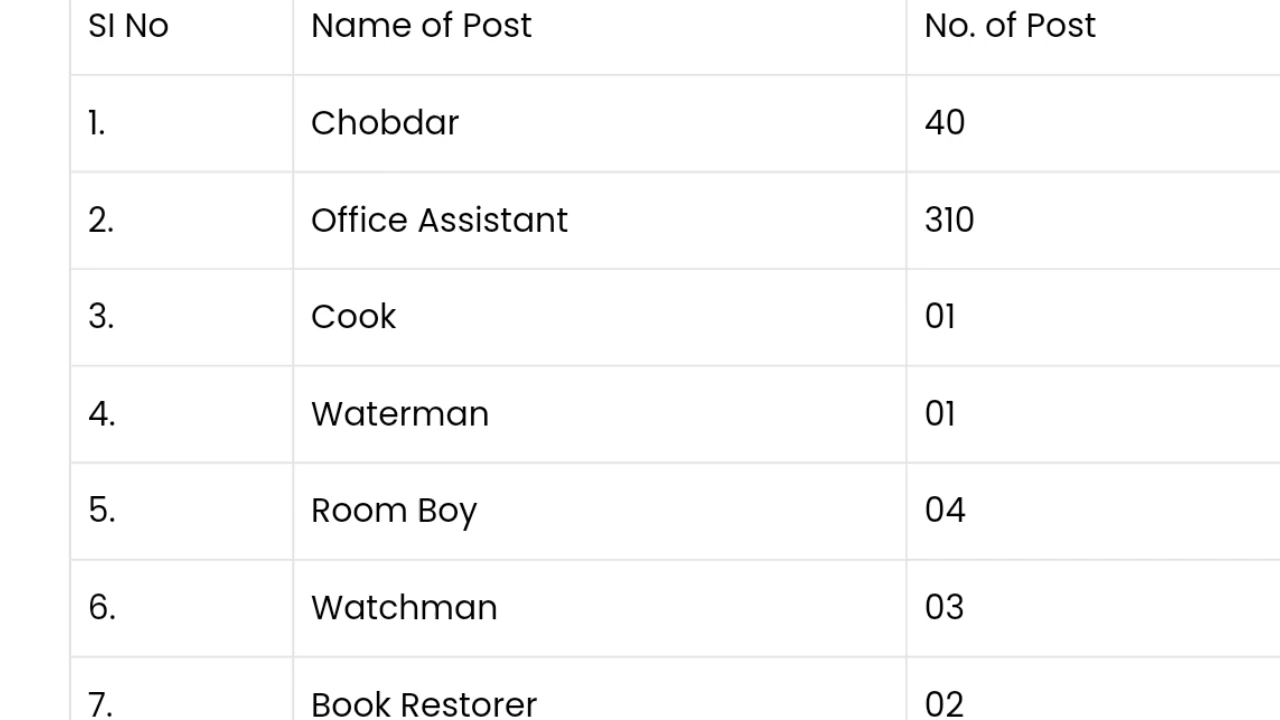 Sl No Name of Post No. of Post
1. Chobdar 40
2. Office Assistant 310
3. Cook 01
4. Waterman 01
5. Room Boy 04
6. Watchman 03
7. Book Restorer 02